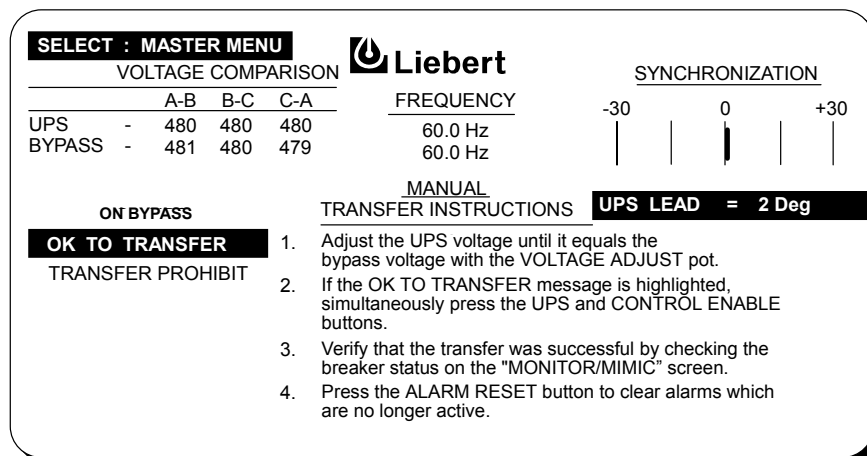 SELECT : MASTER MENU
VOLTAGE COMPARISON
A-B B-C C-A
UPS - 480 480 480
BYPASS - 481 480 479
Liebert
FREQUENCY
60.0 Hz
60.0 Hz
SYNCHRONIZATION
-30 0 +30
UPS LEAD = 2 Deg
ON BYPASS
OK TO TRANSFER
TRANSFER PROHIBIT
MANUAL
TRANSFER INSTRUCTIONS
1. Adjust the UPS voltage until it equals the
bypass voltage with the VOLTAGE ADJUST pot.
2. If the OK TO TRANSFER message is highlighted,
simultaneously press the UPS and CONTROL ENABLE
buttons.
3. Verify that the transfer was successful by checking the
breaker status on the "MONITOR/MIMIC” screen.
4. Press the ALARM RESET button to clear alarms which
are no longer active.